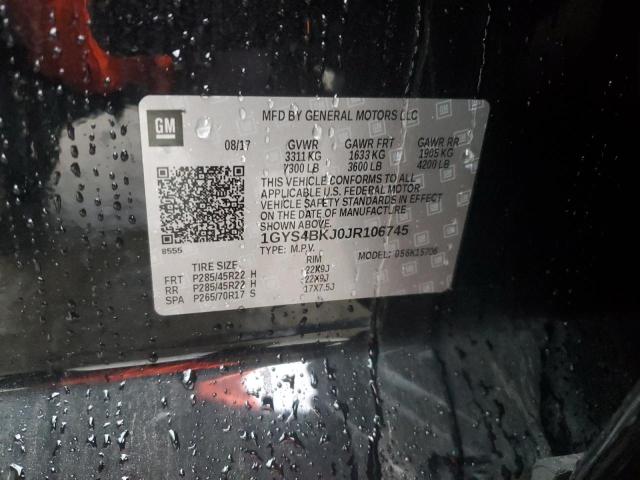 GM
MFD BY GENERAL MOTORS LLC
08/17 GVWR GAWR FRT GAWR RR
3311 KG 1633 KG 1905 KG
7300 LB 3600 LB 4200 LB
THIS VEHICLE CONFORMS TO ALL
APPLICABLE U.S. FEDERAL MOTOR
VEHICLE SAFETY STANDARDS IN EFFECT
ON THE DATE OF MANUFACTURE
SHOWN ABOVE.
1GYS4BKJ0JR106745
8555 TYPE: M.P.V. 056K15706
TIRE SIZE RIM
FRT P285/45R22 H 22X9J
RR P285/45R22 H 22X9J
SPA P265/70R17 S 17X7.5J